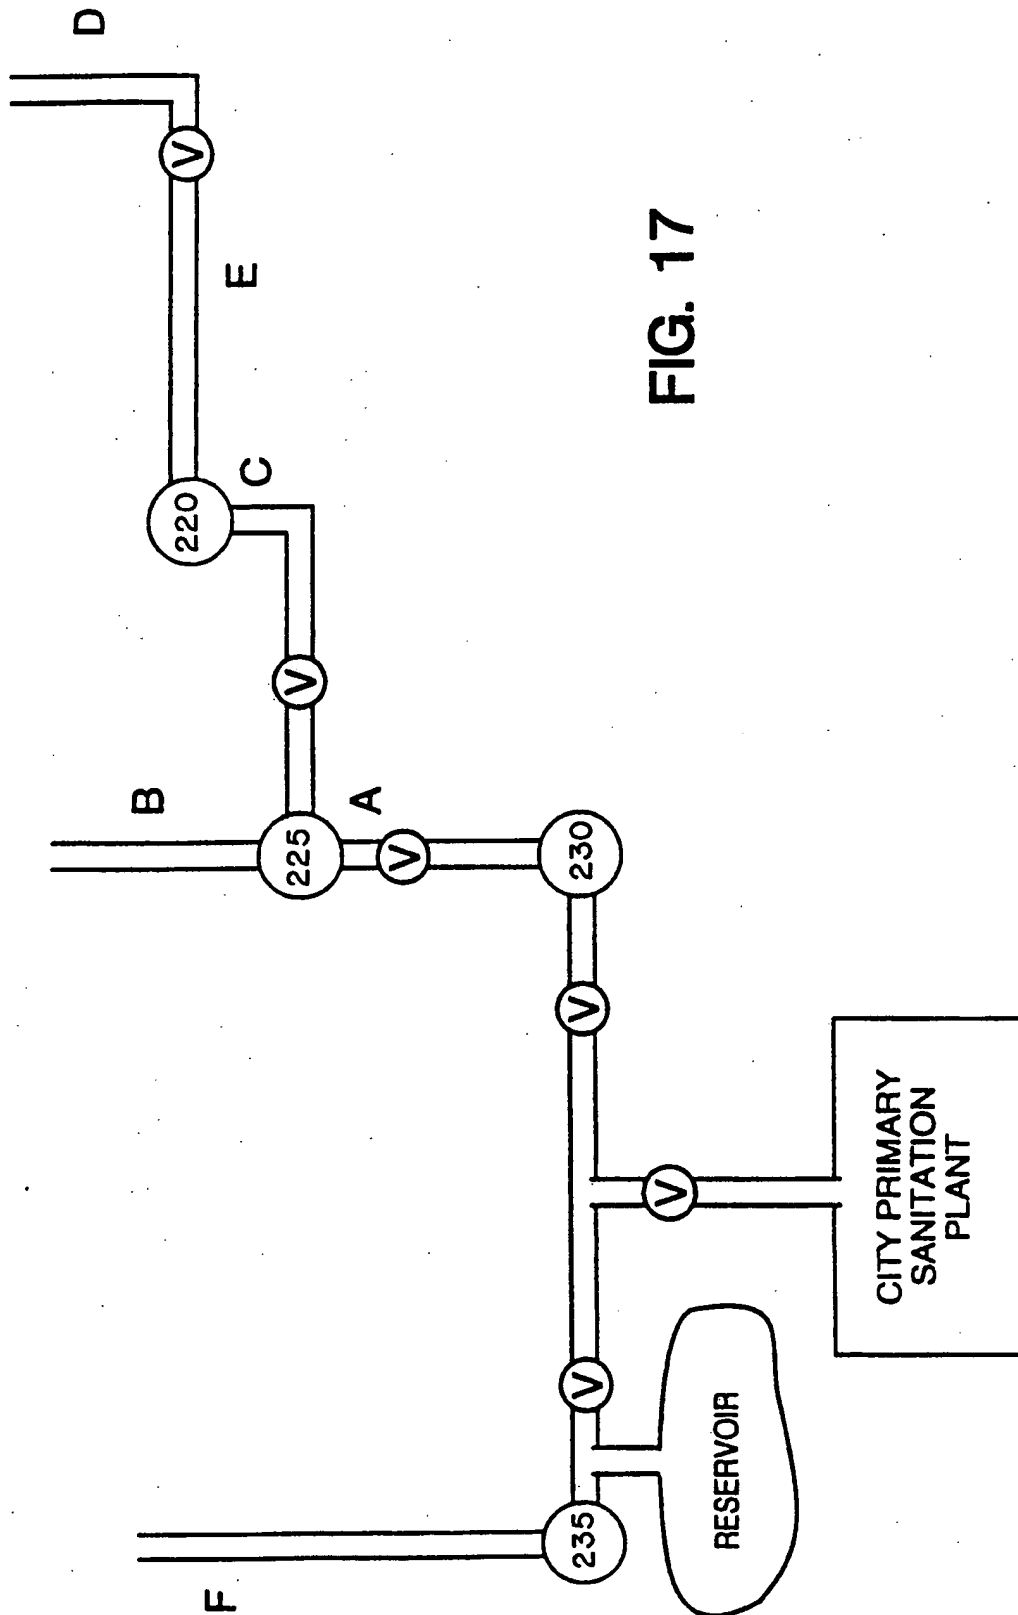 D
B
220
V
F
E
C
225
V
A
V
235
V
V
230
V
FIG. 17
RESERVOIR
CITY PRIMARY
SANITATION
PLANT